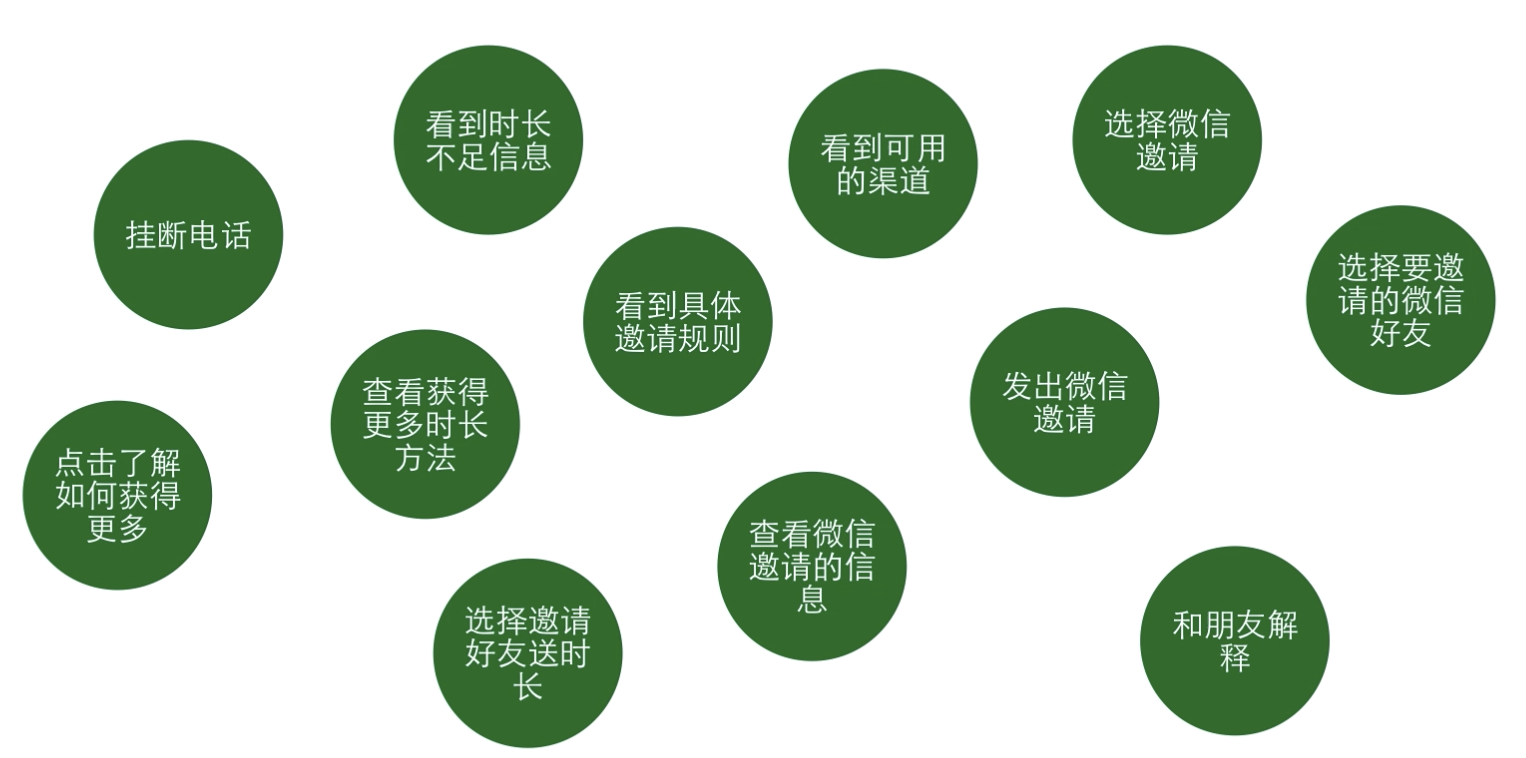 看到时长
不足信息
看到可用
的渠道
选择微信
邀请
挂断电话
看到具体
邀请规则
选择要邀
请的微信
好友
查看获得
更多时长
方法
发出微信
邀请
点击了解
如何获得
更多
查看微信
邀请的信
息
选择邀请
好友送时
长
和朋友解
释